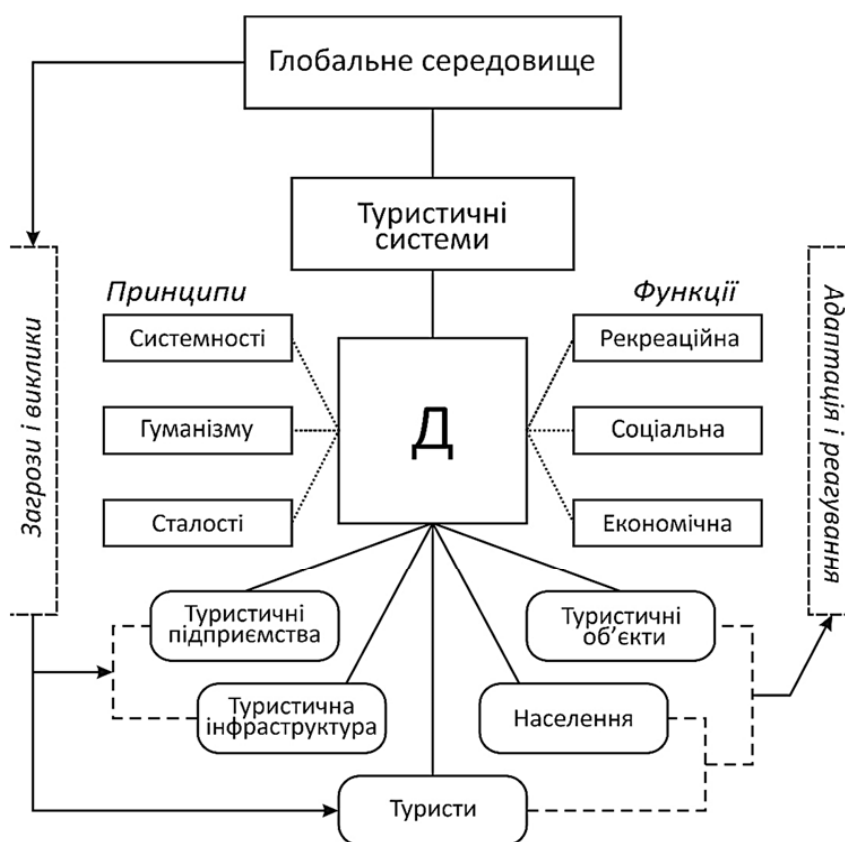 Глобальне середовище
Туристичні
системи
Принципи
Функції
Системності
Гуманізму
Сталості
Д
Рекреаційна
Соціальна
Економічна
Загрози і виклики
Адаптація і реагування
Туристичні
підприємства
Туристичні
об’єкти
Туристична
інфраструктура
Населення
Туристи